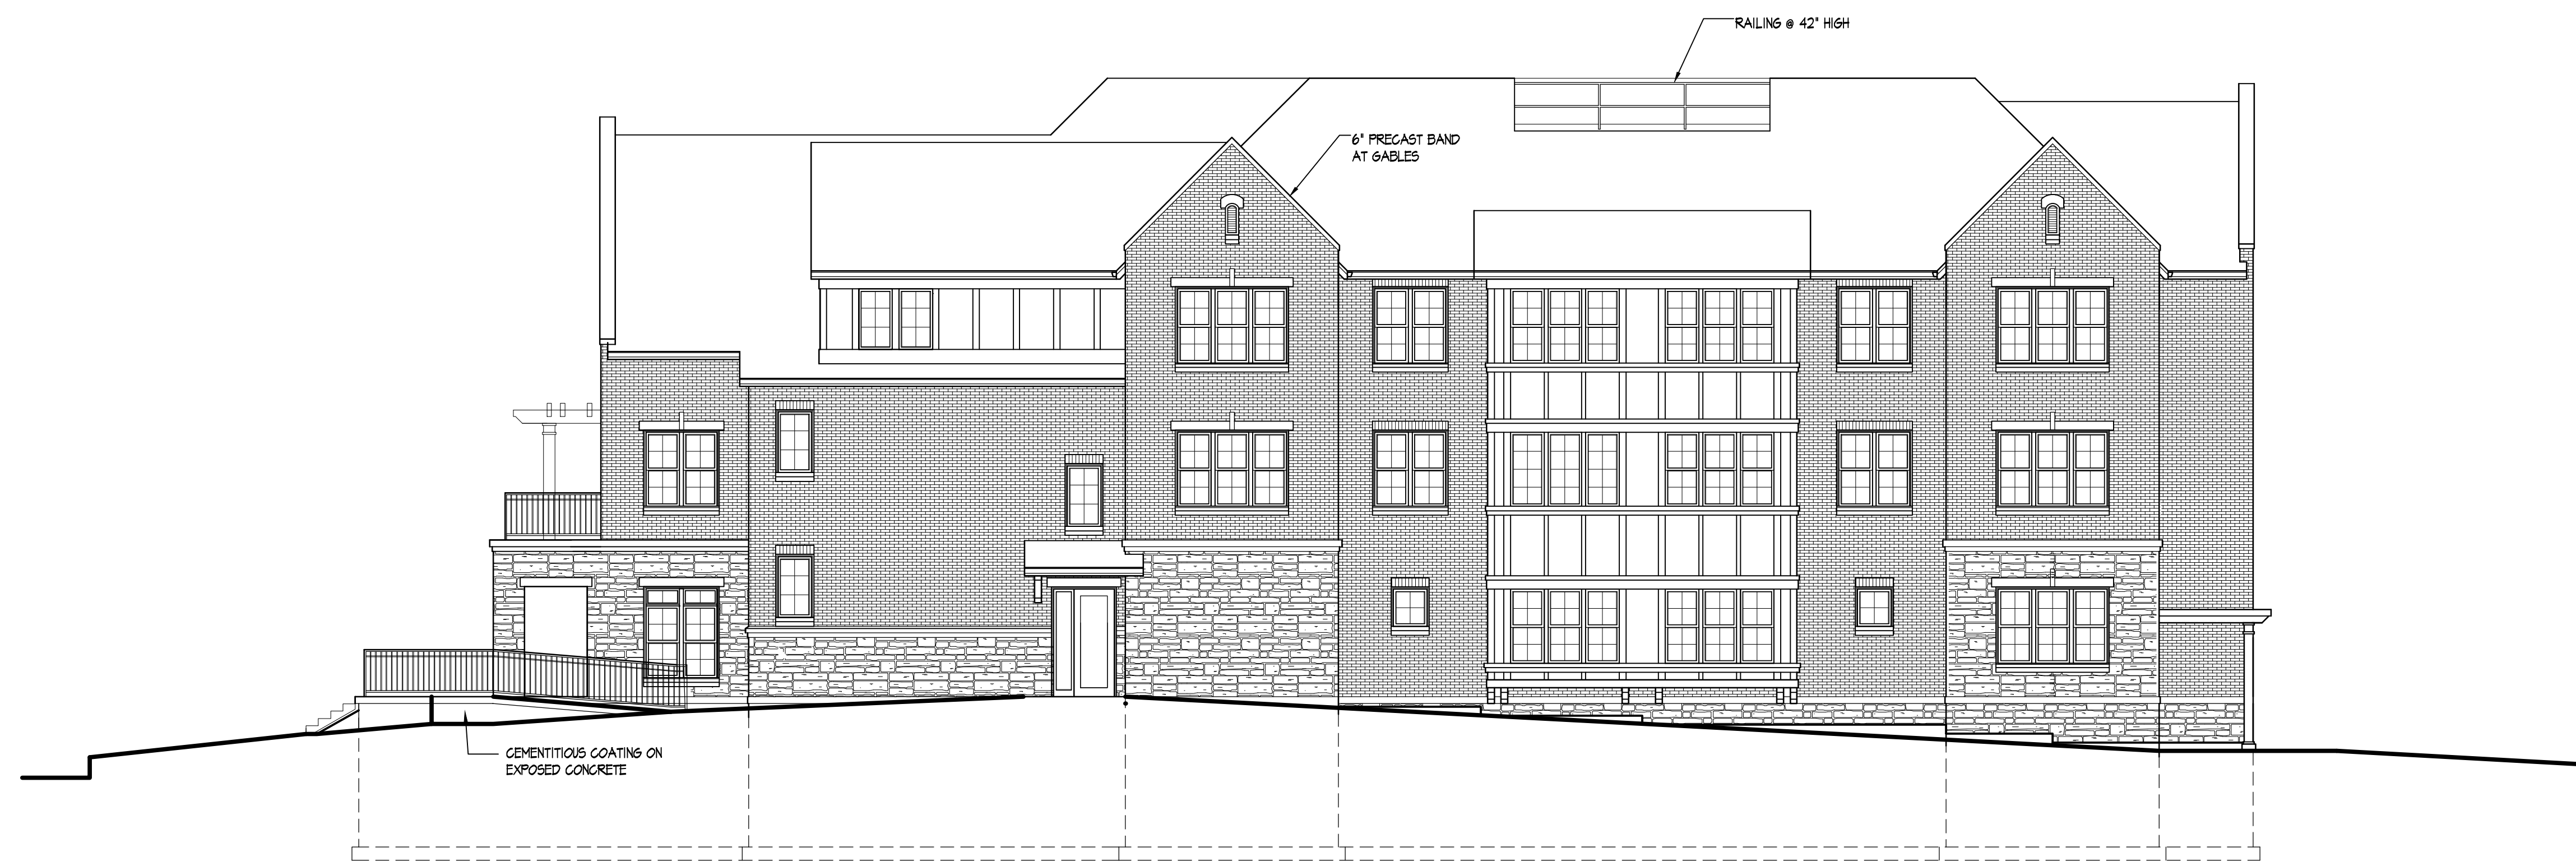 RAILING @ 42" HIGH
6" PRECAST BAND
AT GABLES
CEMENTITIOUS COATING ON
EXPOSED CONCRETE